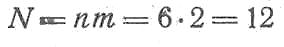 N = nm = 6 · 2 = 12